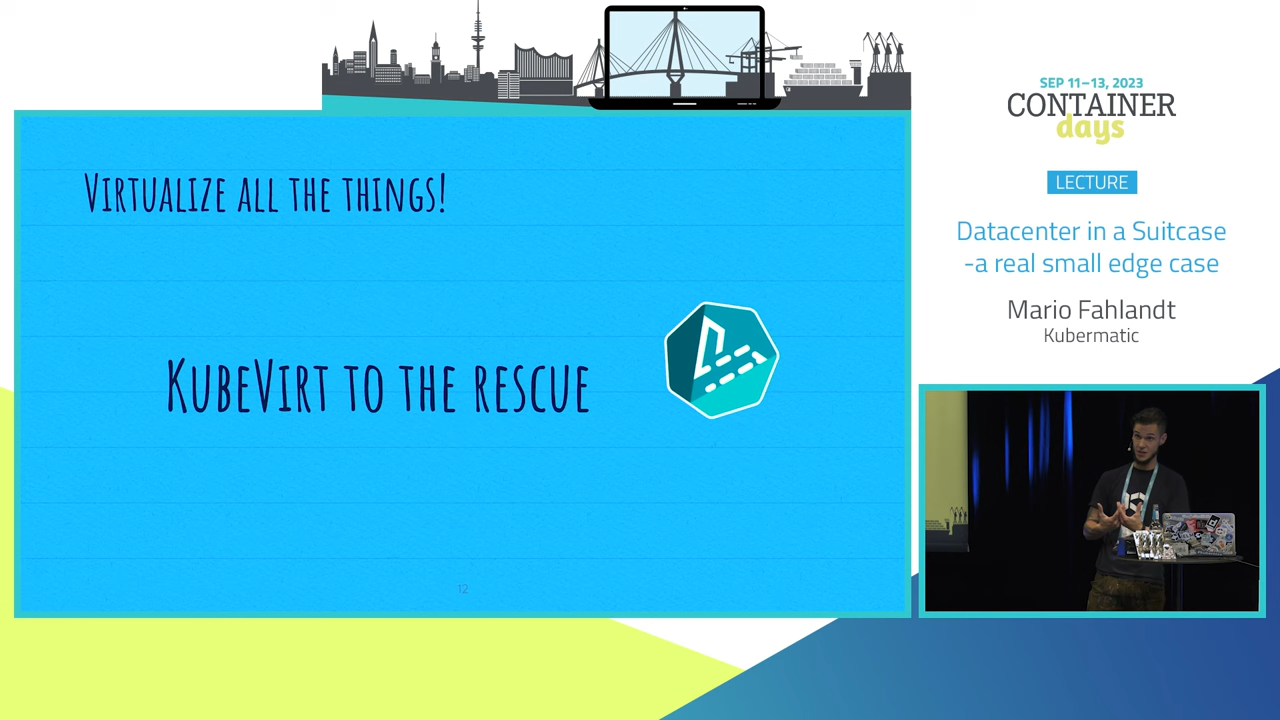 Virtualize all the things!
KubeVirt to the rescue
12
SEP 11–13, 2023
CONTAINER
days
LECTURE
Datacenter in a Suitcase
-a real small edge case
Mario Fahlandt
Kubermatic